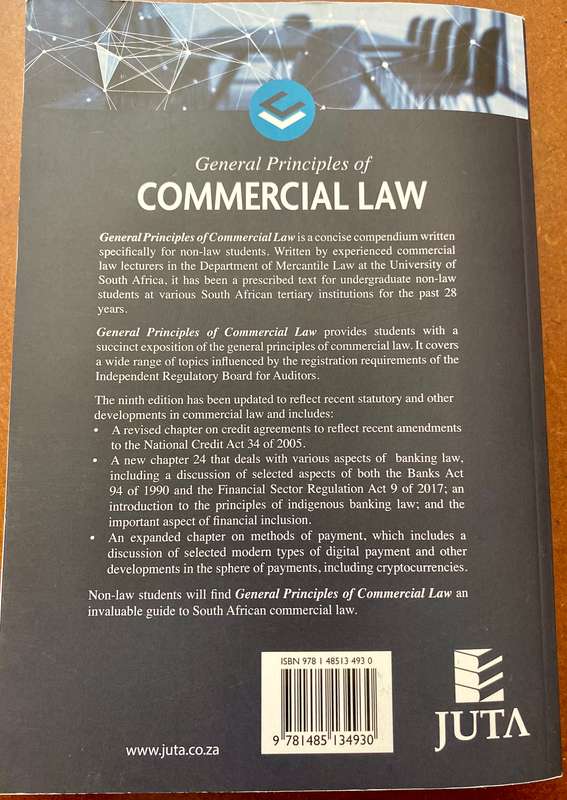 General Principles of
COMMERCIAL LAW
General Principles of Commercial Law is a concise compendium written
specifically for non-law students. Written by experienced commercial
law lecturers in the Department of Mercantile Law at the University of
South Africa, it has been a prescribed text for undergraduate non-law
students at various South African tertiary institutions for the past 28
years.
General Principles of Commercial Law provides students with a
succinct exposition of the general principles of commercial law. It covers
a wide range of topics influenced by the registration requirements of the
Independent Regulatory Board for Auditors.
The ninth edition has been updated to reflect recent statutory and other
developments in commercial law and includes:
• A revised chapter on credit agreements to reflect recent amendments
to the National Credit Act 34 of 2005.
• A new chapter 24 that deals with various aspects of banking law,
including a discussion of selected aspects of both the Banks Act
94 of 1990 and the Financial Sector Regulation Act 9 of 2017; an
introduction to the principles of indigenous banking law; and the
important aspect of financial inclusion.
• An expanded chapter on methods of payment, which includes a
discussion of selected modern types of digital payment and other
developments in the sphere of payments, including cryptocurrencies.
Non-law students will find General Principles of Commercial Law an
invaluable guide to South African commercial law.
ISBN 978 1 48513 493 0
9 781485 134930
www.juta.co.za
JUTA